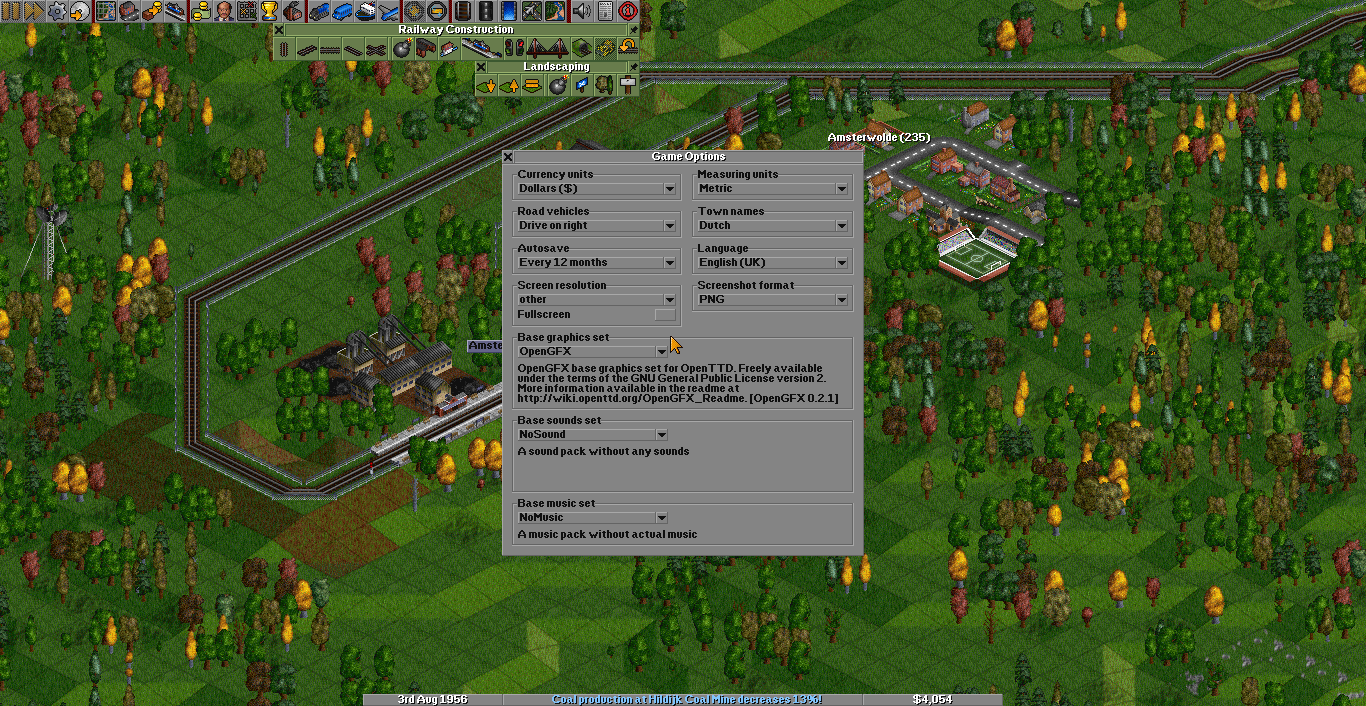 Railway Construction
Landscaping
Amsterwolde (235)
Game Options
Currency units
Dollars ($)
Measuring units
Metric
Road vehicles
Drive on right
Town names
Dutch
Autosave
Every 12 months
Language
English (UK)
Screen resolution
other
Fullscreen
Screenshot format
PNG
Amste
Base graphics set
OpenGFX
OpenGFX base graphics set for OpenTTD. Freely available
under the terms of the GNU General Public License version 2.
More information available in the readme at
http://wiki.openttd.org/OpenGFX_Readme. [OpenGFX 0.2.1]
Base sounds set
NoSound
A sound pack without any sounds
Base music set
NoMusic
A music pack without actual music
3rd Aug 1956
Coal production at Hildijk Coal Mine decreases 13%!
$4,054